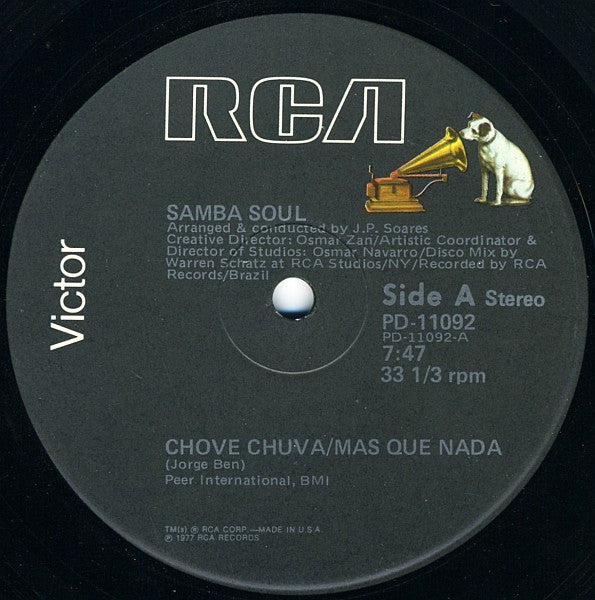 RCA
Victor
SAMBA SOUL
Arranged & conducted by J.P. Soares
Creative Director: Osmar Zan/Artistic Coordinator &
Director of Studios: Osmar Navarro/Disco Mix by
Warren Schatz at RCA Studios/NY/Recorded by RCA
Records/Brazil
Side A Stereo
PD-11092
PD-11092-A
7:47
33 1/3 rpm
CHOVE CHUVA/MAS QUE NADA
(Jorge Ben)
Peer International, BMI
TM(s) ® RCA CORP.—MADE IN U.S.A.
℗ 1977 RCA RECORDS